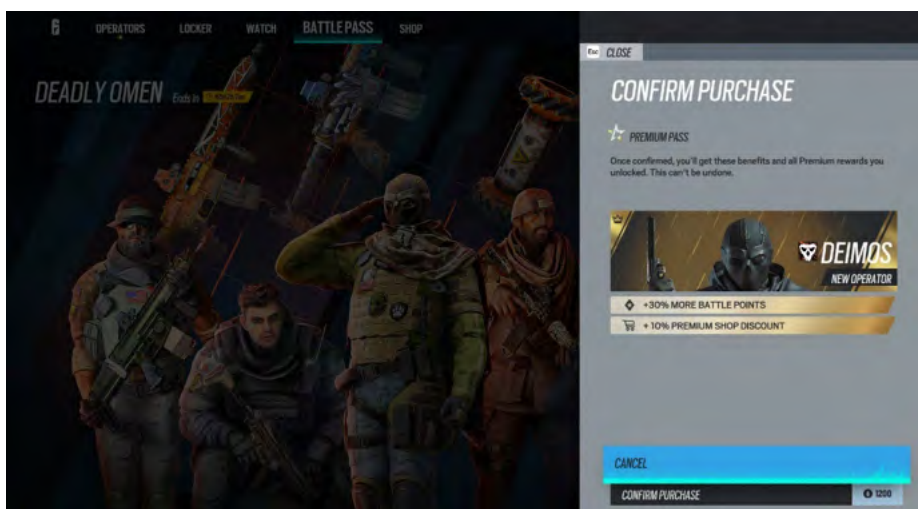 6
OPERATORS LOCKER WATCH BATTLE PASS SHOP
DEADLY OMEN Ends in
Esc CLOSE
CONFIRM PURCHASE
PREMIUM PASS
Once confirmed, you'll get these benefits and all Premium rewards you
unlocked. This can't be undone.
DEIMOS
NEW OPERATOR
+30% MORE BATTLE POINTS
+ 10% PREMIUM SHOP DISCOUNT
CANCEL
CONFIRM PURCHASE 1200